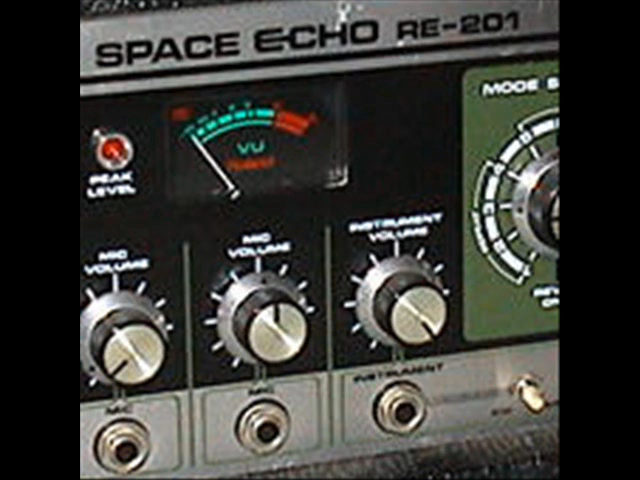 SPACE ECHO RE-201
MODE S
VU
PEAK
LEVEL
MIC
VOLUME
MIC
VOLUME
INSTRUMENT
VOLUME
MIC
MIC
INSTRUMENT